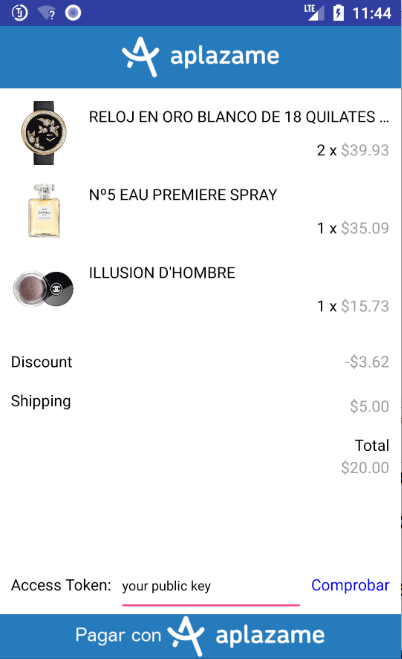 LTE 11:44
aplazame
RELOJ EN ORO BLANCO DE 18 QUILATES ...
2 x $39.93
Nº5 EAU PREMIERE SPRAY
1 x $35.09
ILLUSION D'HOMBRE
1 x $15.73
Discount -$3.62
Shipping $5.00
Total
$20.00
Access Token: your public key Comprobar
Pagar con aplazame